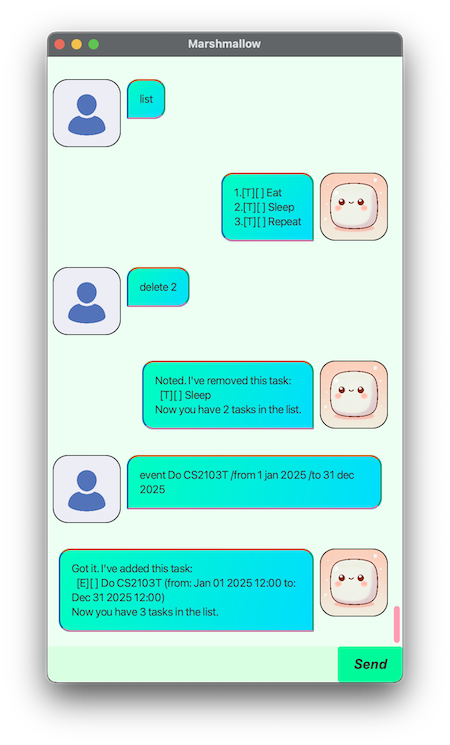 Marshmallow
list
1.[T][ ] Eat
2.[T][ ] Sleep
3.[T][ ] Repeat
delete 2
Noted. I've removed this task:
[T][ ] Sleep
Now you have 2 tasks in the list.
event Do CS2103T /from 1 jan 2025 /to 31 dec
2025
Got it. I've added this task:
[E][ ] Do CS2103T (from: Jan 01 2025 12:00 to:
Dec 31 2025 12:00)
Now you have 3 tasks in the list.
Send